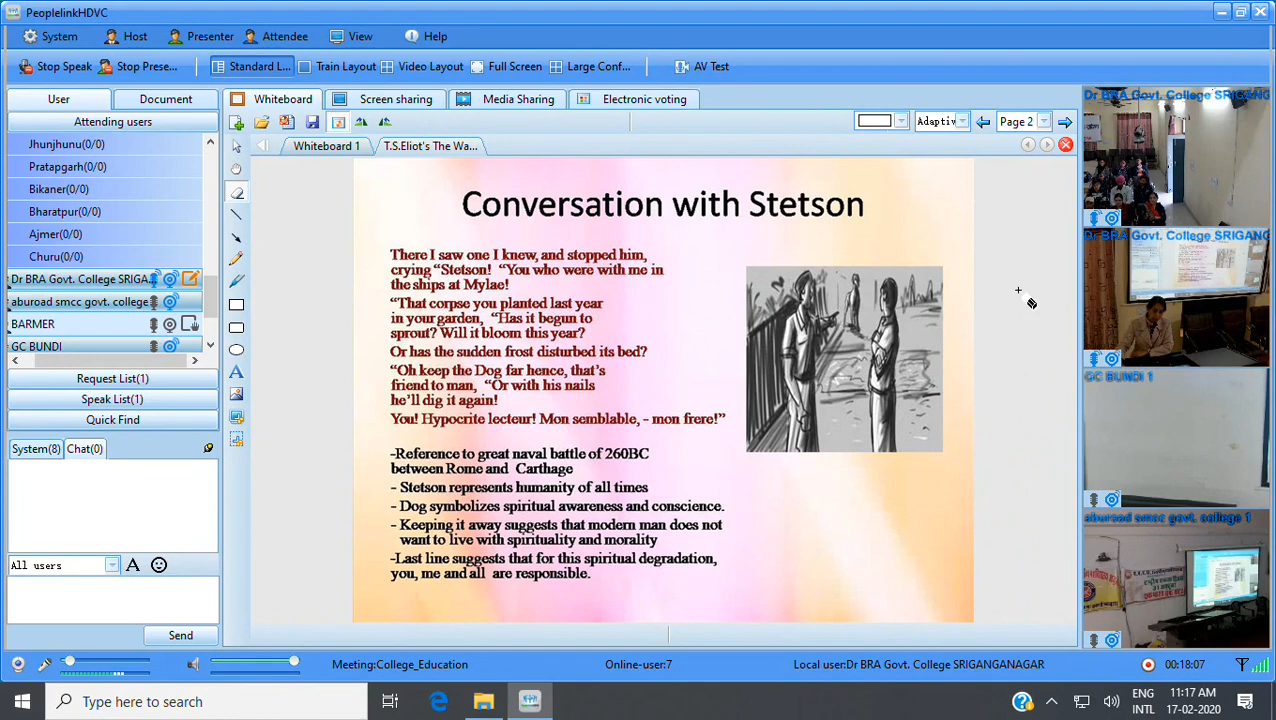 PeoplelinkHDVC
System Host Presenter Attendee View Help
Stop Speak Stop Prese... Standard L... Train Layout Video Layout Full Screen Large Conf... AV Test
User Document Whiteboard Screen sharing Media Sharing Electronic voting
Attending users
Adaptiv Page 2
Jhunjhunu(0/0)
Pratapgarh(0/0)
Bikaner(0/0)
Bharatpur(0/0)
Ajmer(0/0)
Churu(0/0)
Dr BRA Govt. College SRIGA...
aburoad smcc govt. college
BARMER
GC BUNDI
Request List(1)
Speak List(1)
Quick Find
System(8) Chat(0)
All users
Send
Whiteboard 1 T.S.Eliot's The Wa...
Conversation with Stetson
There I saw one I knew, and stopped him,
crying “Stetson! “You who were with me in
the ships at Mylae!
“That corpse you planted last year
in your garden, “Has it begun to
sprout? Will it bloom this year?
Or has the sudden frost disturbed its bed?
“Oh keep the Dog far hence, that’s
friend to man, “Or with his nails
he’ll dig it again!
You! Hypocrite lecteur! Mon semblable, - mon frere!”
-Reference to great naval battle of 260BC
between Rome and Carthage
- Stetson represents humanity of all times
- Dog symbolizes spiritual awareness and conscience.
- Keeping it away suggests that modern man does not
want to live with spirituality and morality
-Last line suggests that for this spiritual degradation,
you, me and all are responsible.
Dr BRA Govt. College SRIGANG
Dr BRA Govt. College SRIGANG
GC BUNDI 1
aburoad smcc govt. college 1
Meeting:College_Education Online-user:7 Local user:Dr BRA Govt. College SRIGANGANAGAR 00:18:07
Type here to search
ENG 11:17 AM
INTL 17-02-2020